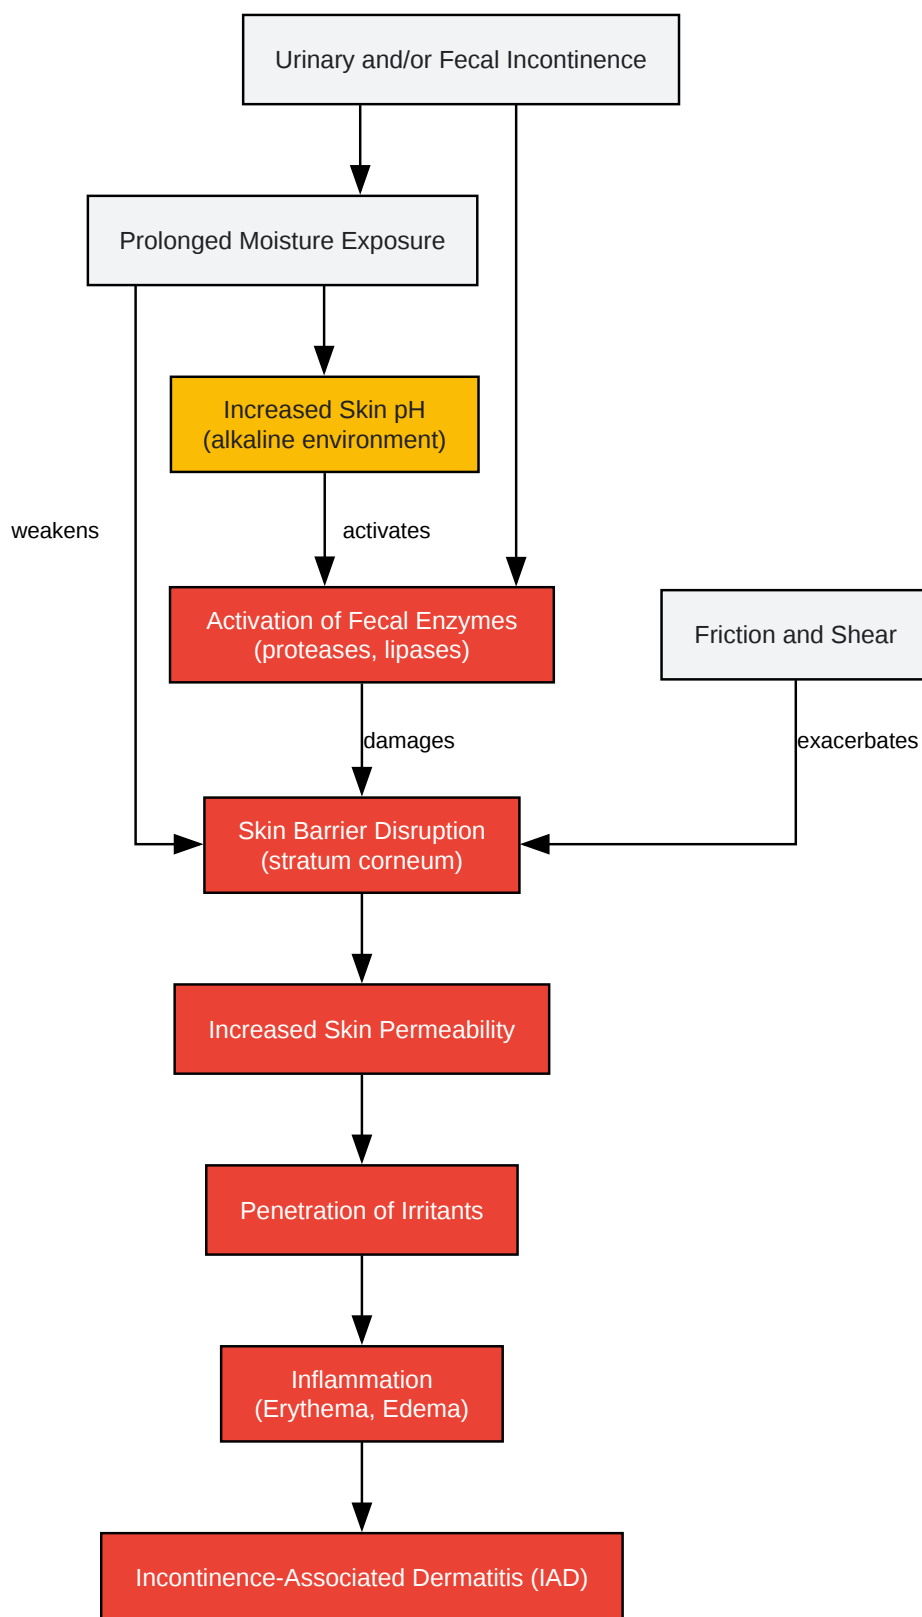 Urinary and/or Fecal Incontinence
Prolonged Moisture Exposure
Increased Skin pH
(alkaline environment)
weakens
activates
Activation of Fecal Enzymes
(proteases, lipases)
Friction and Shear
damages
exacerbates
Skin Barrier Disruption
(stratum corneum)
Increased Skin Permeability
Penetration of Irritants
Inflammation
(Erythema, Edema)
Incontinence-Associated Dermatitis (IAD)